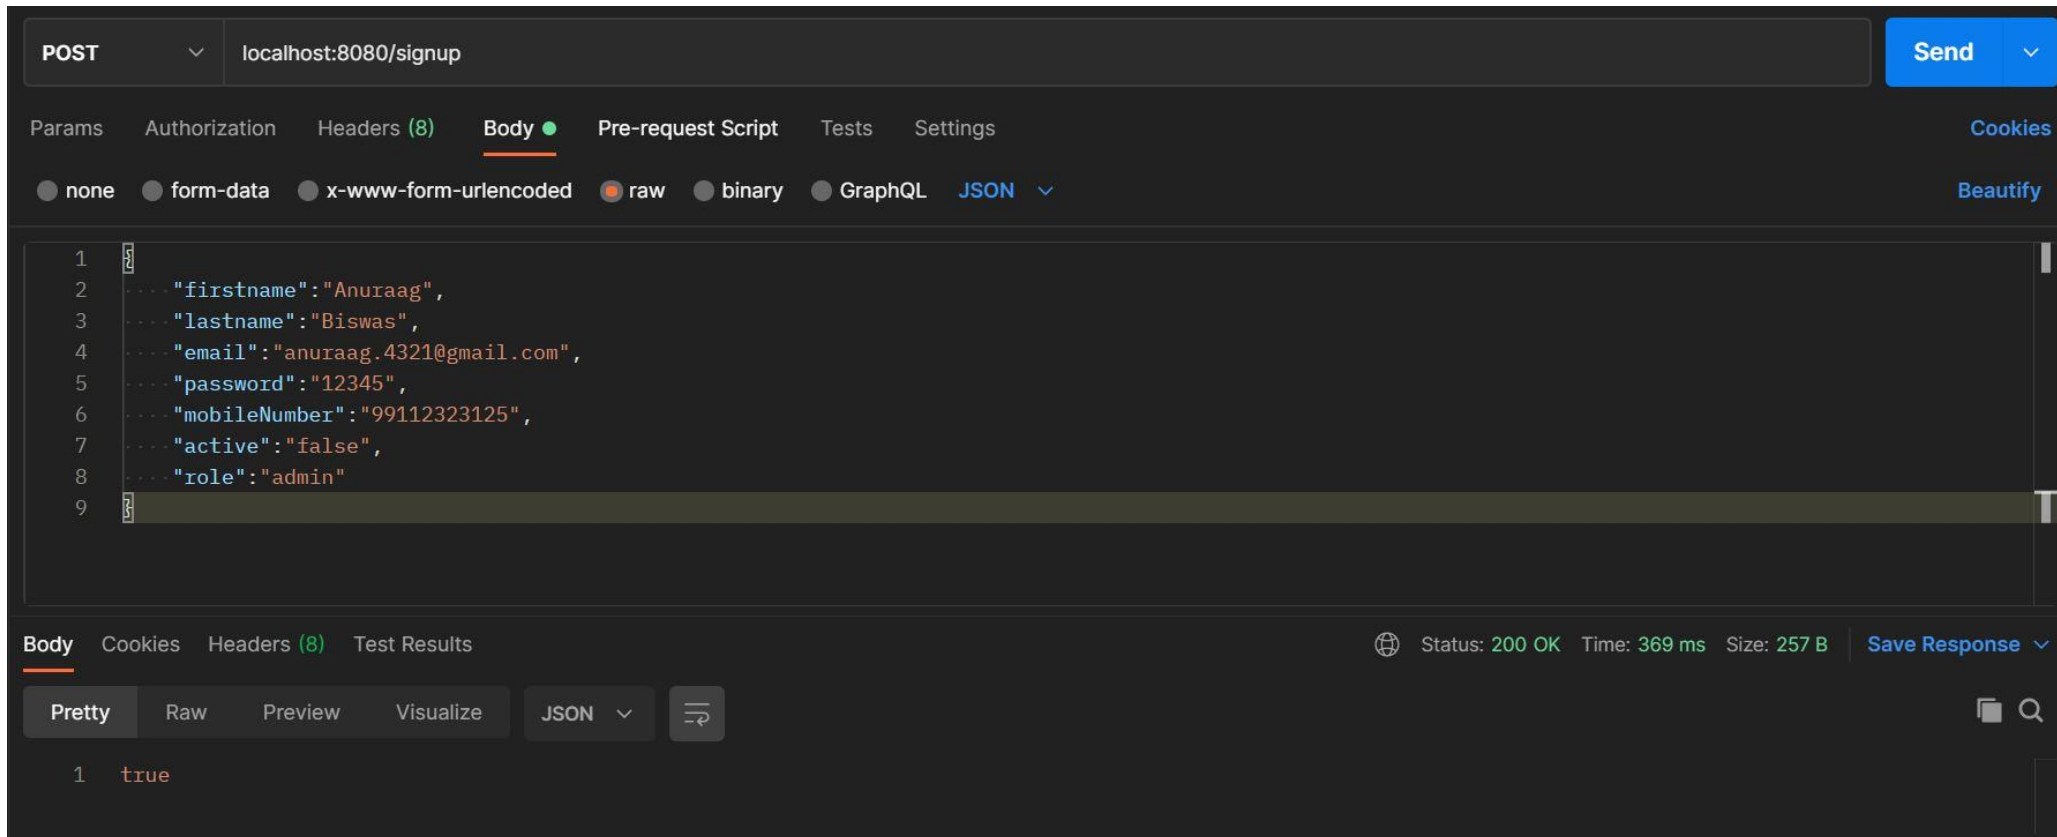 POST localhost:8080/signup Send
Params Authorization Headers (8) Body Pre-request Script Tests Settings Cookies
none form-data x-www-form-urlencoded raw binary GraphQL JSON Beautify
1 {
2 "firstname":"Anuraag",
3 "lastname":"Biswas",
4 "email":"anuraag.4321@gmail.com",
5 "password":"12345",
6 "mobileNumber":"99112323125",
7 "active":"false",
8 "role":"admin"
9 }
Body Cookies Headers (8) Test Results Status: 200 OK Time: 369 ms Size: 257 B Save Response
Pretty Raw Preview Visualize JSON
1 true